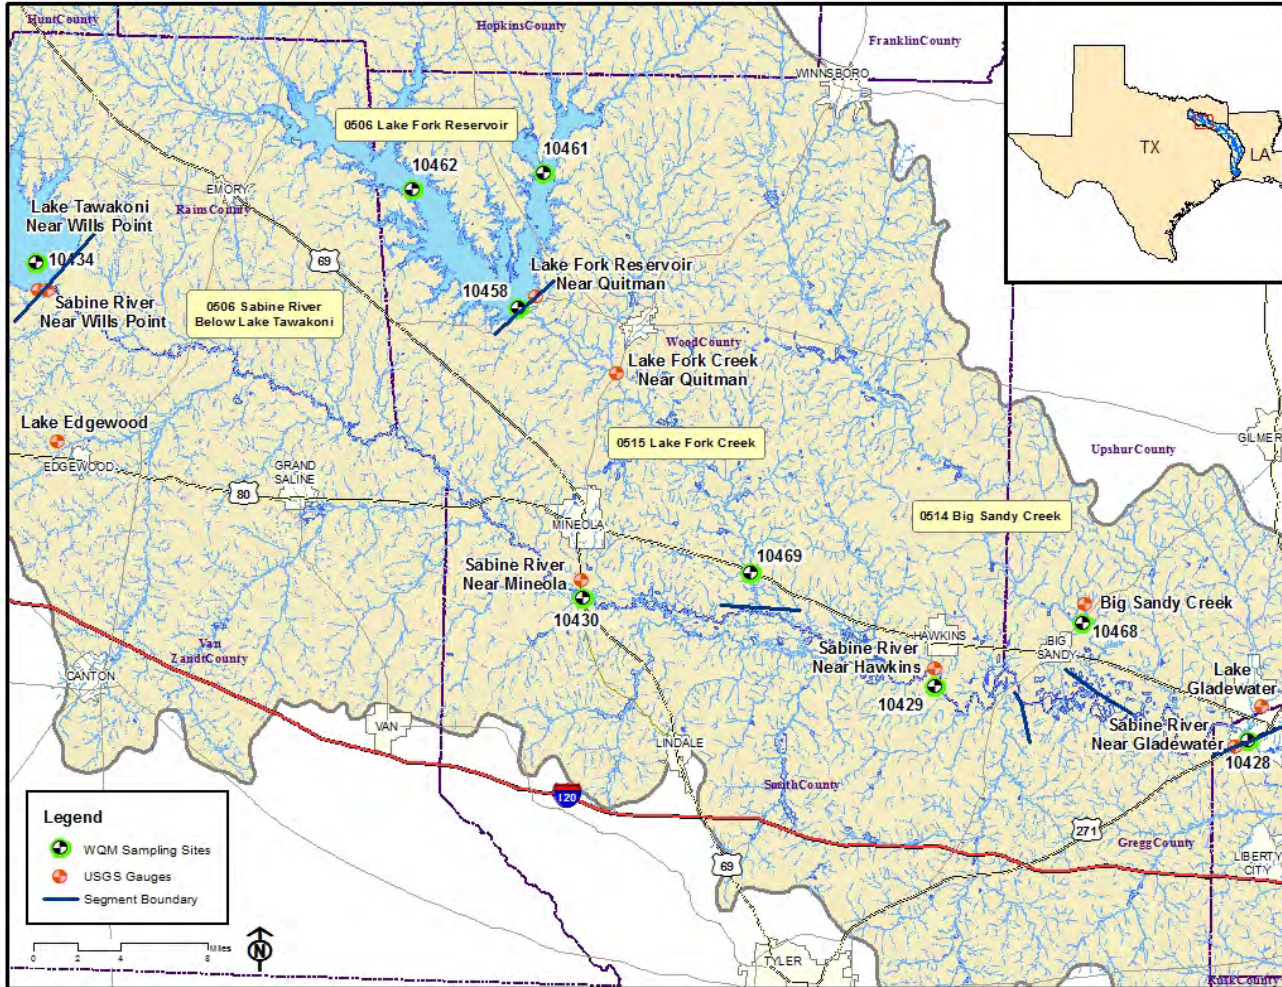 HuntCounty
HopkinsCounty
FranklinCounty
WINNSBORO
TX
LA
0506 Lake Fork Reservoir
10462
10461
EMORY
RainsCounty
Lake Tawakoni
Near Wills Point
10434
69
Sabine River
Near Wills Point
0506 Sabine River
Below Lake Tawakoni
10458
Lake Fork Reservoir
Near Quitman
WoodCounty
Lake Fork Creek
Near Quitman
Lake Edgewood
EDGEWOOD
GRAND
SALINE
80
0515 Lake Fork Creek
UpshurCounty
GILMER
MINEOLA
0514 Big Sandy Creek
Sabine River
Near Mineola
10430
10469
Big Sandy Creek
10468
HAWKINS
BIG
SANDY
Sabine River
Near Hawkins
10429
Lake
Gladewater
Sabine River
Near Gladewater
10428
Van
ZandtCounty
CANTON
VAN
LINDALE
120
SmithCounty
271
GreggCounty
LIBERTY
CITY
69
TYLER
RuskCounty
Legend
WQM Sampling Sites
USGS Gauges
Segment Boundary
0 2 4 8 Miles
N